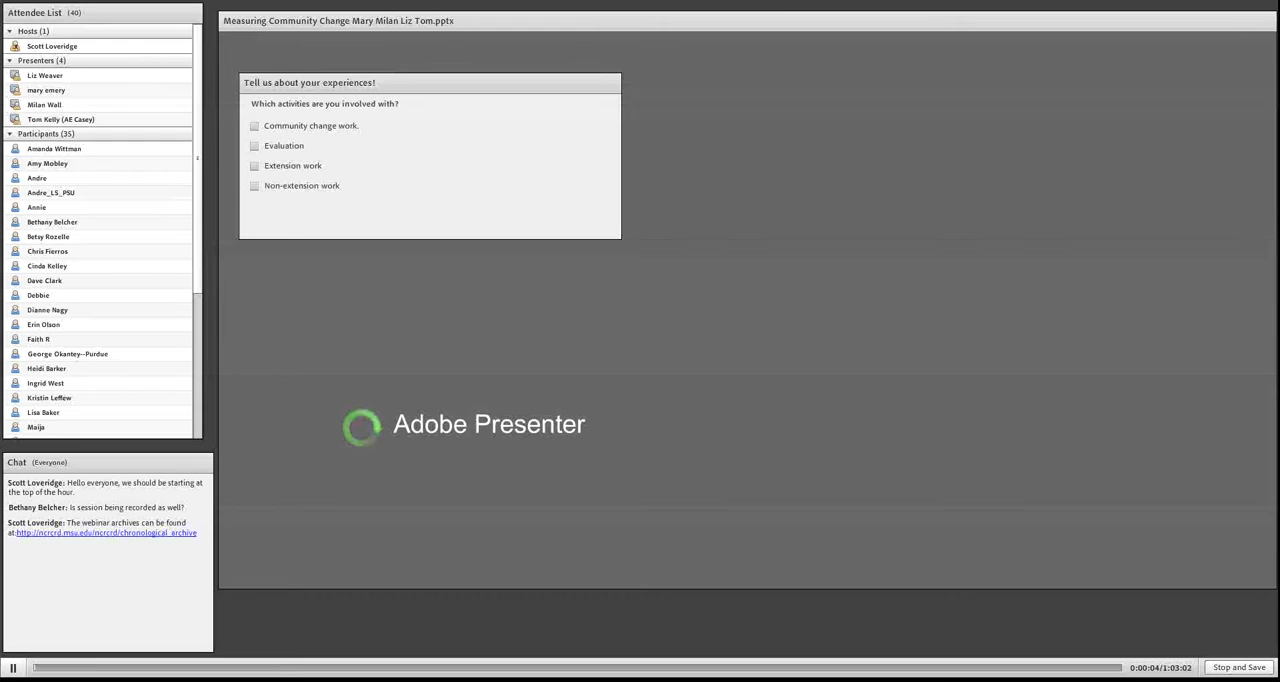 Attendee List (40)
Hosts (1)
Scott Loveridge
Presenters (4)
Liz Weaver
mary emery
Milan Wall
Tom Kelly (AE Casey)
Participants (35)
Amanda Wittman
Amy Mobley
Andre
Andre_LS_PSU
Annie
Bethany Belcher
Betsy Rozelle
Chris Fierros
Cinda Kelley
Dave Clark
Debbie
Dianne Nagy
Erin Olson
Faith R
George Okantey--Purdue
Heidi Barker
Ingrid West
Kristin Leffew
Lisa Baker
Maija
Chat (Everyone)
Scott Loveridge: Hello everyone, we should be starting at
the top of the hour.
Bethany Belcher: Is session being recorded as well?
Scott Loveridge: The webinar archives can be found
at:http://ncrcrd.msu.edu/ncrcrd/chronological_archive
Measuring Community Change Mary Milan Liz Tom.pptx
Tell us about your experiences!
Which activities are you involved with?
Community change work.
Evaluation
Extension work
Non-extension work
Adobe Presenter
0:00:04/1:03:02
Stop and Save